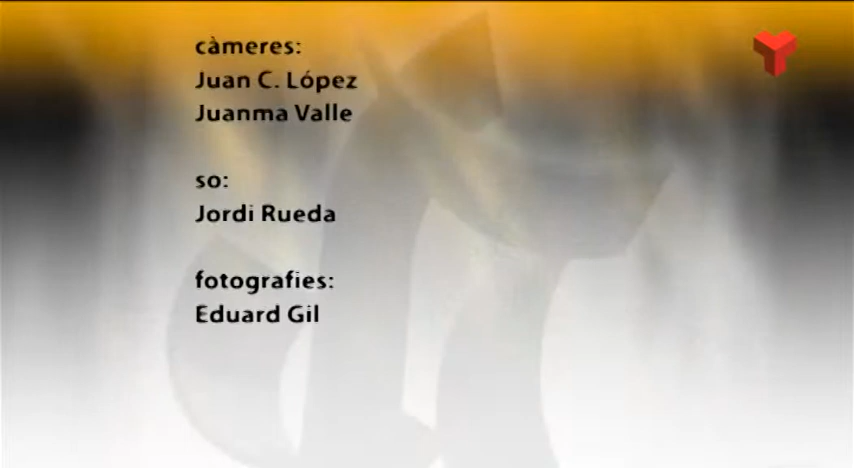 càmeres:
Juan C. López
Juanma Valle
so:
Jordi Rueda
fotografies:
Eduard Gil